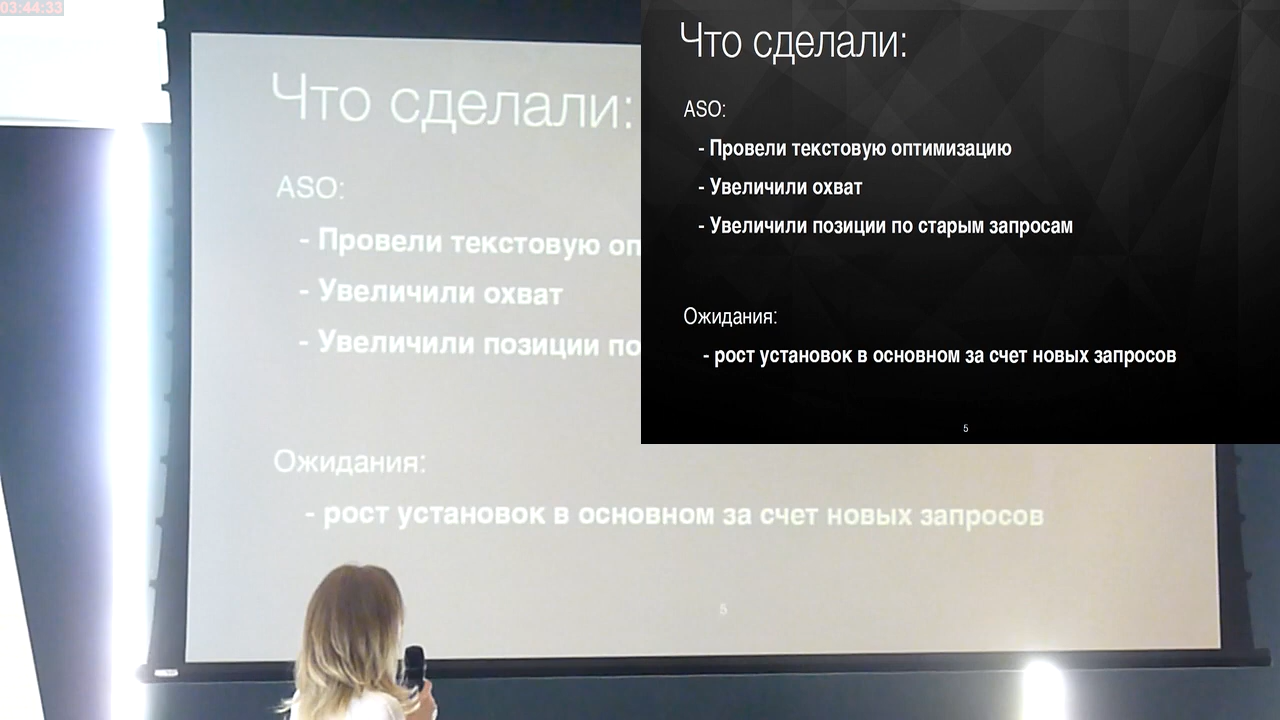 03:44:33
Что сделали:
ASO:
- Провели текстовую оп
- Увеличили охват
- Увеличили позиции по
Ожидания:
- рост установок в основном за счет новых запросов
5
Что сделали:
ASO:
- Провели текстовую оптимизацию
- Увеличили охват
- Увеличили позиции по старым запросам
Ожидания:
- рост установок в основном за счет новых запросов
5